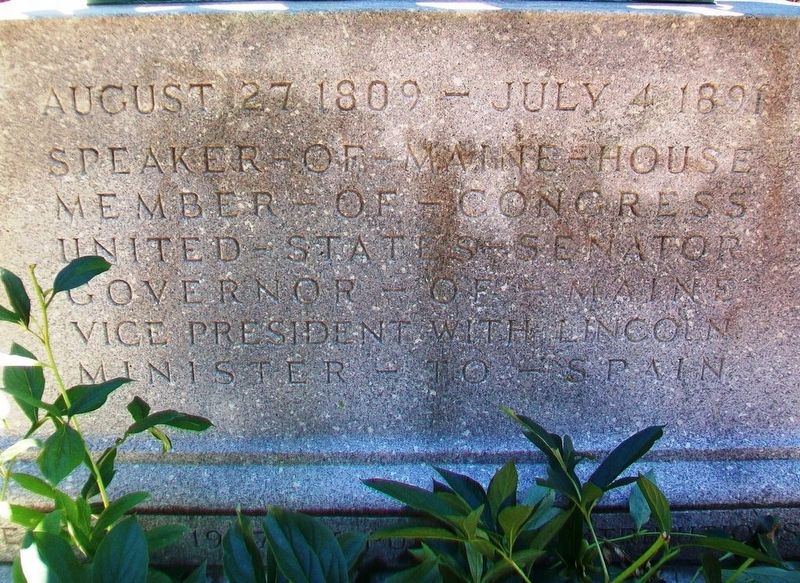 AUGUST 27 1809 - JULY 4 1891
SPEAKER-OF-MAINE-HOUSE
MEMBER-OF-CONGRESS
UNITED-STATES-SENATOR
GOVERNOR-OF-MAINE
VICE PRESIDENT WITH LINCOLN
MINISTER-TO-SPAIN